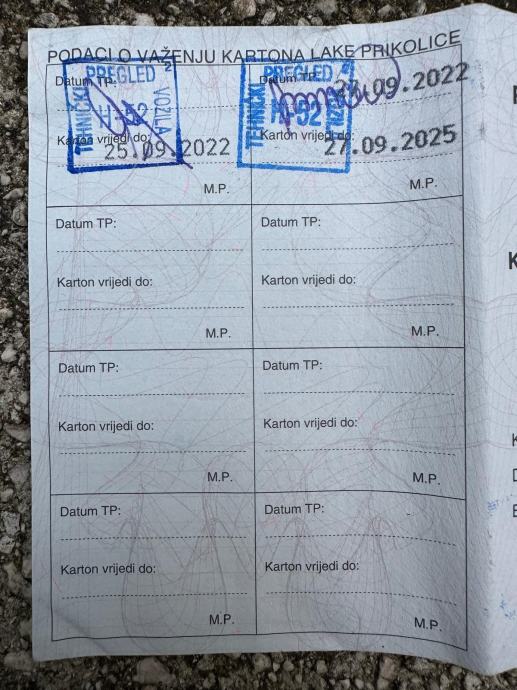 PODACI O VAŽENJU KARTONA LAKE PRIKOLICE
Datum TP:
PREGLED
TEHNIČKI
VOZILA
2
Karton vrijedi do:
25.09.2022
M.P.
Datum TP:
PREGLED
TEHNIČKI
.09.2022
Karton vrijedi do:
27.09.2025
M.P.
Datum TP:
Karton vrijedi do:
M.P.
Datum TP:
Karton vrijedi do:
M.P.
Datum TP:
Karton vrijedi do:
M.P.
Datum TP:
Karton vrijedi do:
M.P.
Datum TP:
Karton vrijedi do:
M.P.
Datum TP:
Karton vrijedi do:
M.P.